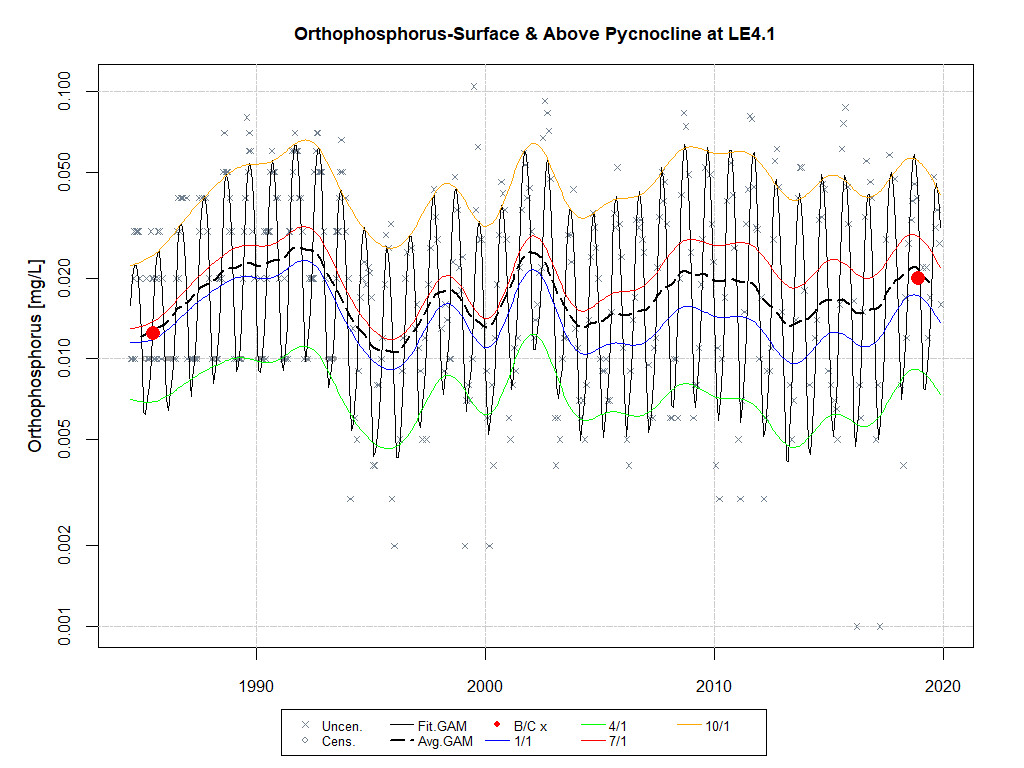 Orthophosphorus-Surface & Above Pycnocline at LE4.1
Orthophosphorus [mg/L]
0.100
0.050
0.020
0.010
0.005
0.002
0.001
1990 2000 2010 2020
Uncen. Fit.GAM B/C x 4/1 10/1
Cens. Avg.GAM 1/1 7/1